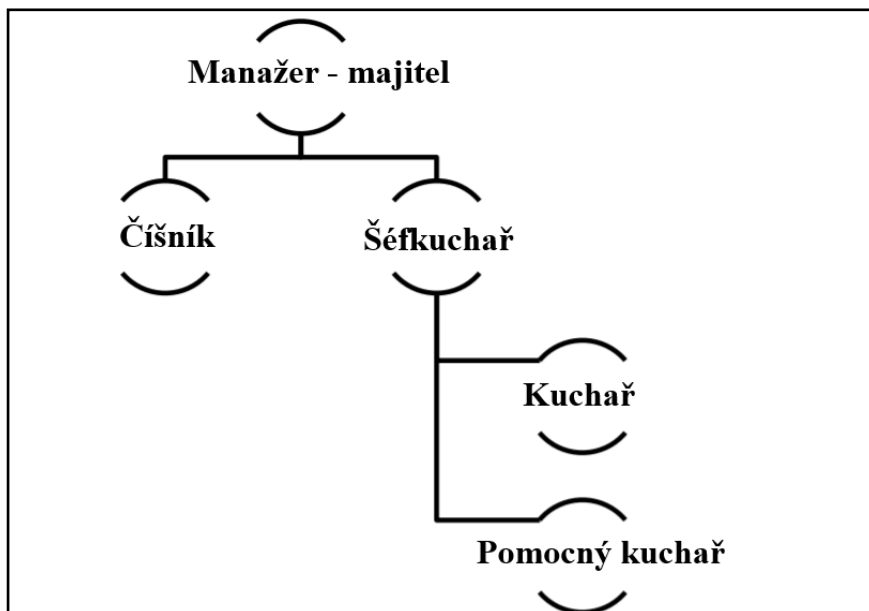 Manažer - majitel
Číšník
Šéfkuchař
Kuchař
Pomocný kuchař